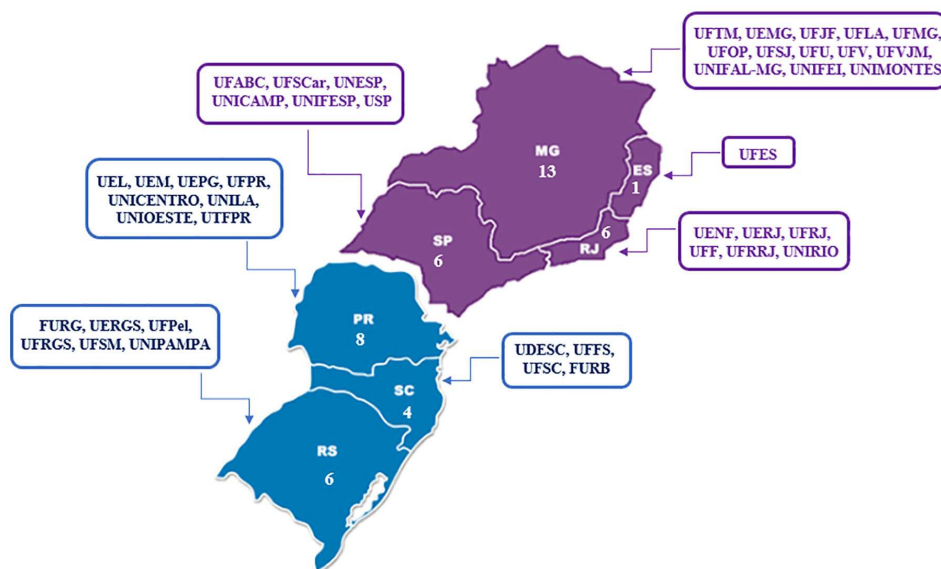 UFTM, UEMG, UFJF, UFLA, UFMG,
UFOP, UFSJ, UFU, UFV, UFVJM,
UNIFAL-MG, UNIFEI, UNIMONTES
UFABC, UFSCar, UNESP,
UNICAMP, UNIFESP, USP
MG
13
ES
1
UFES
UEL, UEM, UEPG, UFPR,
UNICENTRO, UNILA,
UNIOESTE, UTFPR
SP
6
6
RJ
UENF, UERJ, UFRJ,
UFF, UFRRJ, UNIRIO
FURG, UERGS, UFPel,
UFRGS, UFSM, UNIPAMPA
PR
8
UDESC, UFFS,
UFSC, FURB
SC
4
RS
6